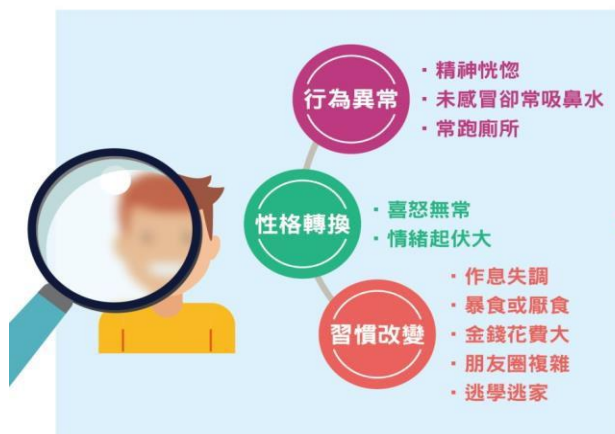 行為異常
・精神恍惚
・未感冒卻常吸鼻水
・常跑廁所
性格轉換
・喜怒無常
・情緒起伏大
習慣改變
・作息失調
・暴食或厭食
・金錢花費大
・朋友圈複雜
・逃學逃家